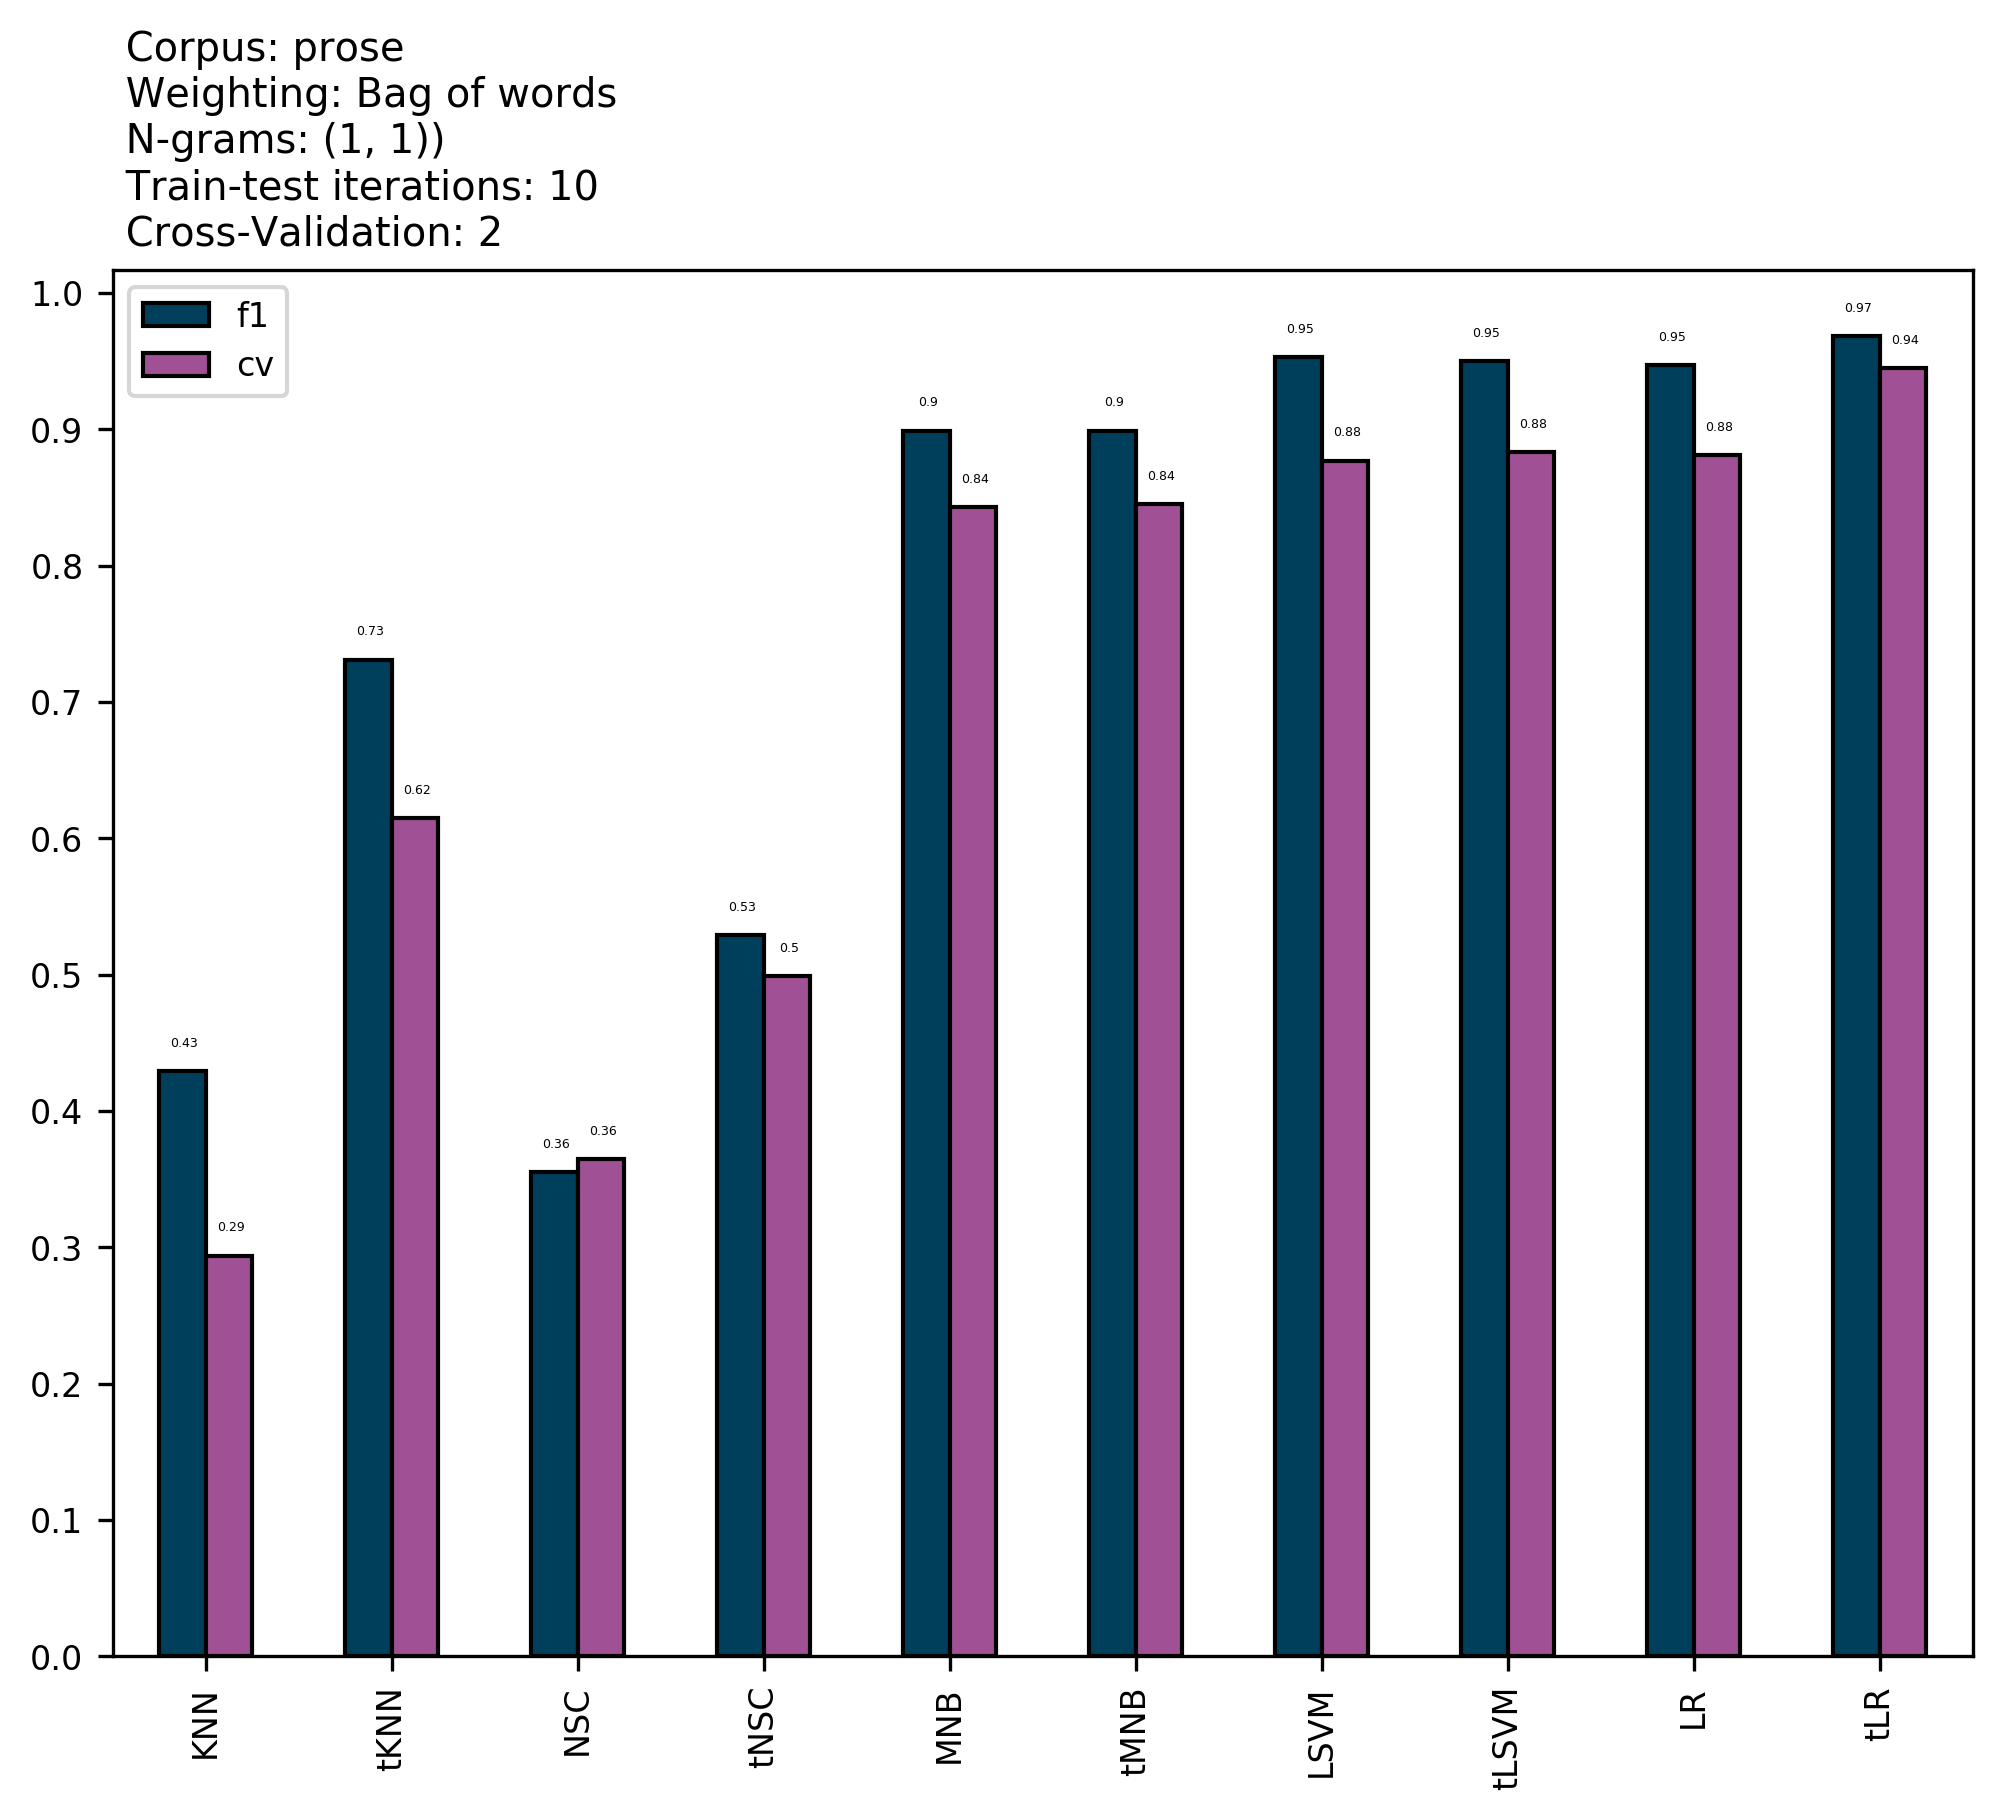 Corpus: prose
Weighting: Bag of words
N-grams: (1, 1))
Train-test iterations: 10
Cross-Validation: 2
f1
cv
1.0
0.9
0.8
0.7
0.6
0.5
0.4
0.3
0.2
0.1
0.0
0.43
0.29
0.73
0.62
0.36
0.36
0.53
0.5
0.9
0.84
0.9
0.84
0.95
0.88
0.95
0.88
0.95
0.88
0.97
0.94
KNN
tKNN
NSC
tNSC
MNB
tMNB
LSVM
tLSVM
LR
tLR